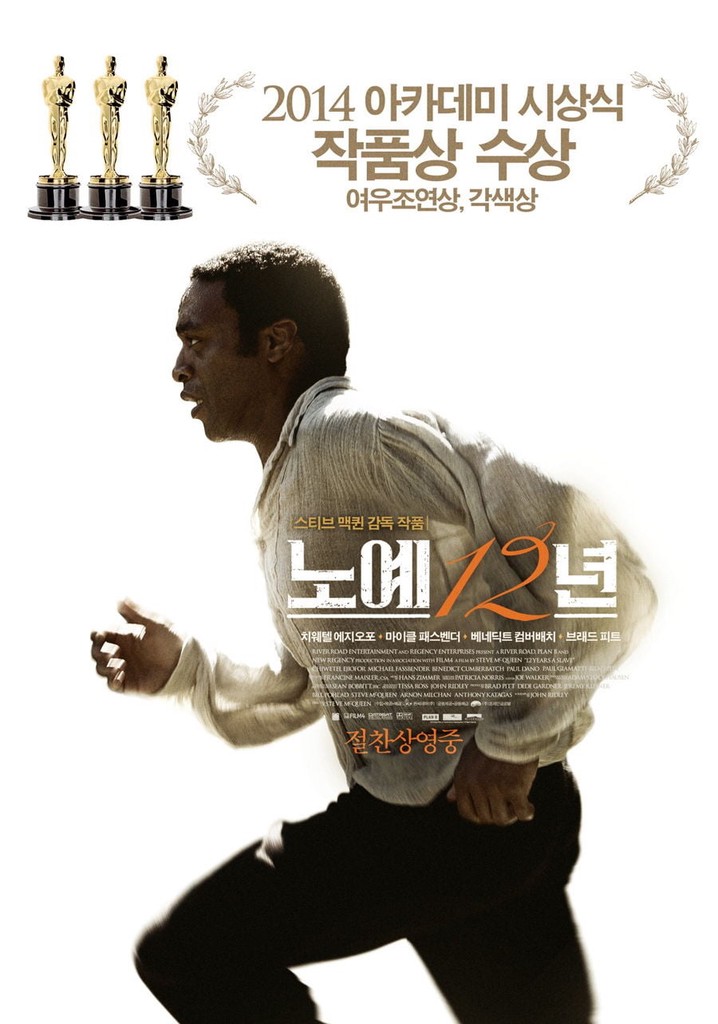 2014 아카데미 시상식
작품상 수상
여우조연상, 각색상
스티브 맥퀸 감독 작품
노예 12년
치웨텔 에지오포 · 마이클 패스벤더 · 베네딕트 컴버배치 · 브래드 피트
RIVER ROAD ENTERTAINMENT AND REGENCY ENTERPRISES PRESENT A RIVER ROAD, PLAN B AND
NEW REGENCY PRODUCTION IN ASSOCIATION WITH FILM4 A FILM BY STEVE McQUEEN "12 YEARS A SLAVE"
CHIWETEL EJIOFOR MICHAEL FASSBENDER BENEDICT CUMBERBATCH PAUL DANO PAUL GIAMATTI
FRANCINE MAISLER, CSA HANS ZIMMER PATRICIA NORRIS JOE WALKER
SEAN BOBBITT, BSC TESSA ROSS JOHN RIDLEY BRAD PITT DEDE GARDNER JEREMY KLEINER
BILL POHLAD STEVE McQUEEN ARNON MILCHAN ANTHONY KATAGAS JOHN RIDLEY
STEVE McQUEEN
FILM4 PLAN B
절찬상영중